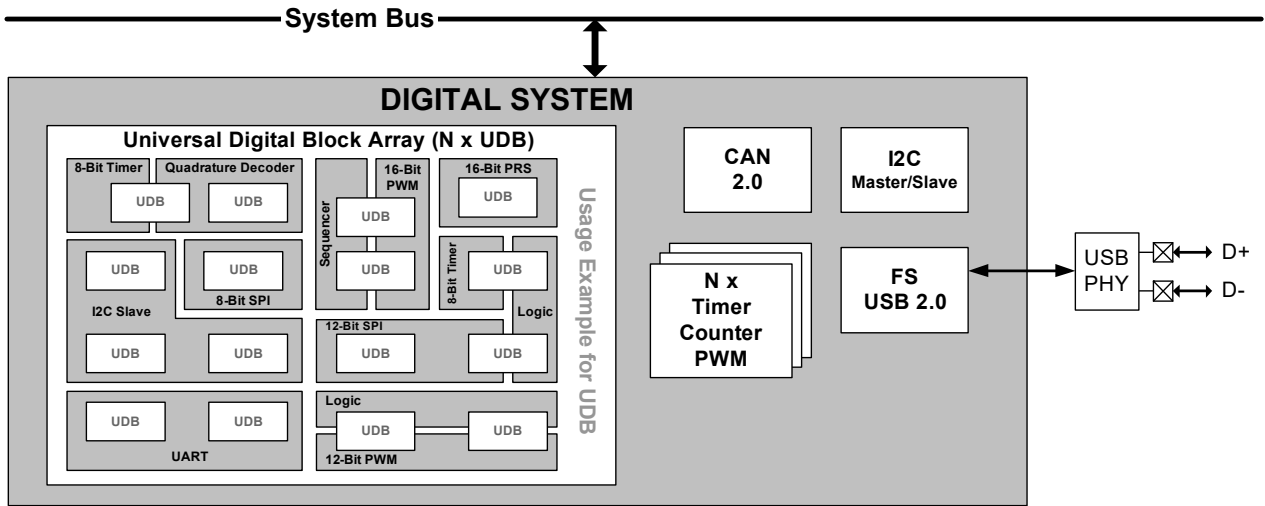 System Bus
DIGITAL SYSTEM
Universal Digital Block Array (N x UDB)
8-Bit Timer
Quadrature Decoder
UDB
UDB
Sequencer
16-Bit
PWM
UDB
UDB
16-Bit PRS
UDB
UDB
I2C Slave
UDB
UDB
UDB
8-Bit SPI
8-Bit Timer
UDB
Logic
12-Bit SPI
UDB
UDB
UDB
UDB
UART
Logic
UDB
UDB
12-Bit PWM
Usage Example for UDB
CAN
2.0
I2C
Master/Slave
N x
Timer
Counter
PWM
FS
USB 2.0
USB
PHY
D+
D-